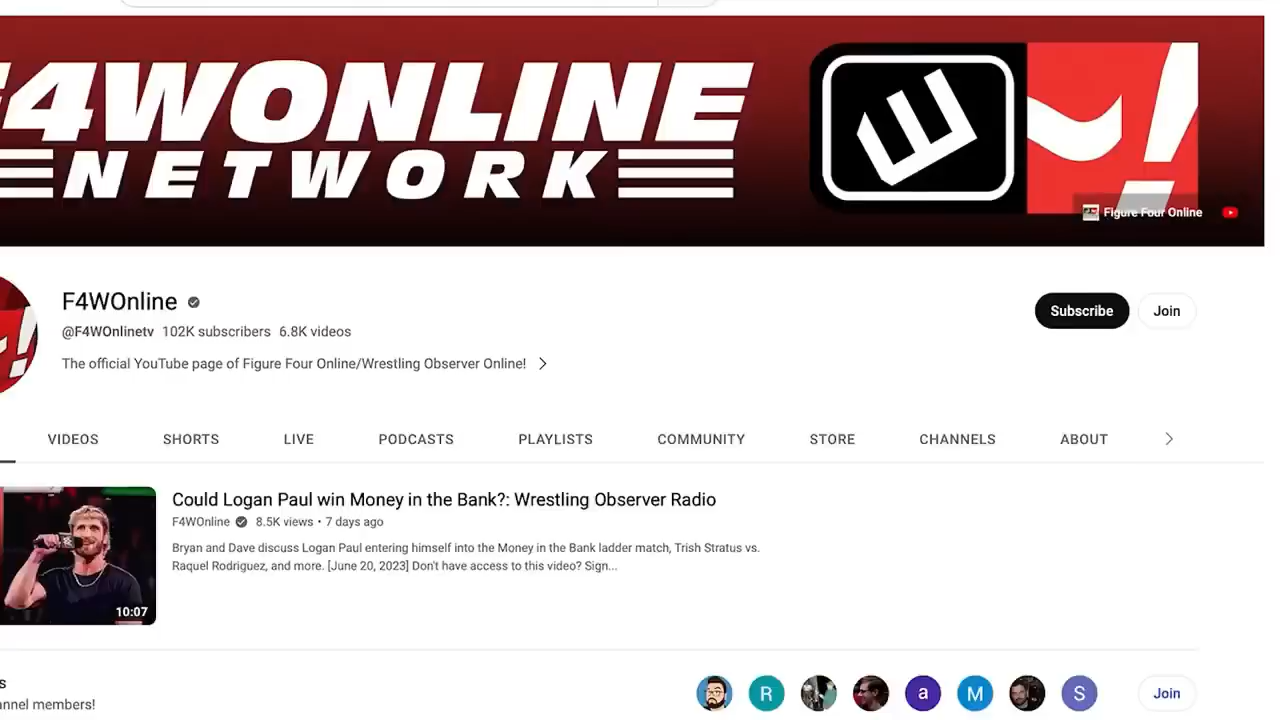 F4WONLINE
NETWORK
Figure Four Online
F4WOnline
@F4WOnlinetv 102K subscribers 6.8K videos
The official YouTube page of Figure Four Online/Wrestling Observer Online!
Subscribe
Join
VIDEOS SHORTS LIVE PODCASTS PLAYLISTS COMMUNITY STORE CHANNELS ABOUT
Could Logan Paul win Money in the Bank?: Wrestling Observer Radio
F4WOnline 8.5K views • 7 days ago
Bryan and Dave discuss Logan Paul entering himself into the Money in the Bank ladder match, Trish Stratus vs.
Raquel Rodriguez, and more. [June 20, 2023] Don't have access to this video? Sign...
10:07
R a M S
Join
channel members!